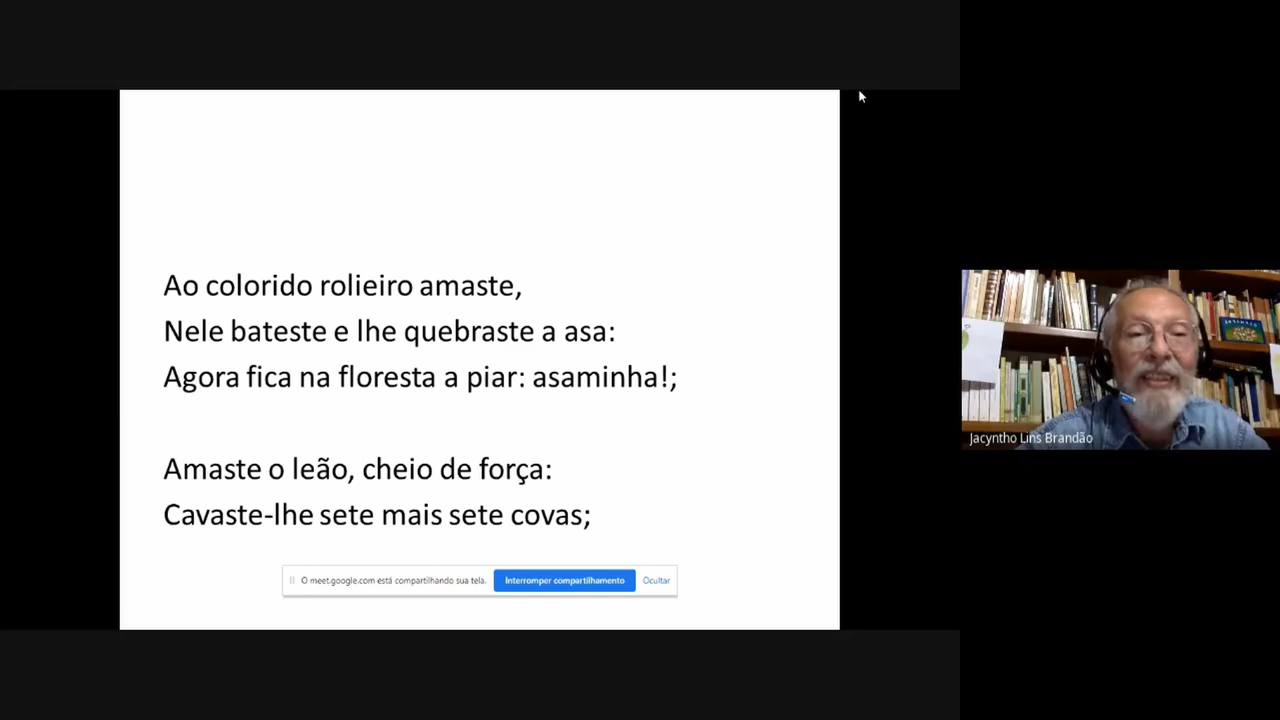 Ao colorido rolieiro amaste,
Nele bateste e lhe quebraste a asa:
Agora fica na floresta a piar: asaminha!;
Amaste o leão, cheio de força:
Cavaste-lhe sete mais sete covas;
O meet.google.com está compartilhando sua tela. Interromper compartilhamento Ocultar
Jacyntho Lins Brandão